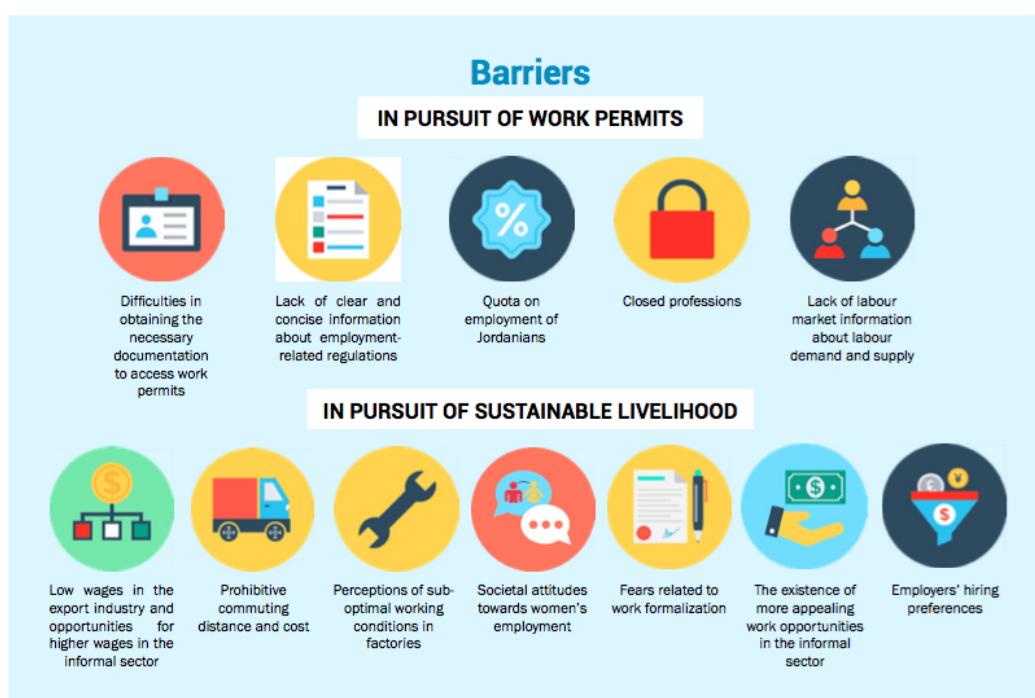 Barriers
IN PURSUIT OF WORK PERMITS
Difficulties in
obtaining the
necessary
documentation
to access work
permits
Lack of clear and
concise information
about employment-
related regulations
Quota on
employment of
Jordanians
Closed professions
Lack of labour
market information
about labour
demand and supply
IN PURSUIT OF SUSTAINABLE LIVELIHOOD
Low wages in the
export industry and
opportunities for
higher wages in the
informal sector
Prohibitive
commuting
distance and cost
Perceptions of sub-
optimal working
conditions in
factories
Societal attitudes
towards women's
employment
Fears related to
work formalization
The existence of
more appealing
work opportunities
in the informal
sector
Employers' hiring
preferences